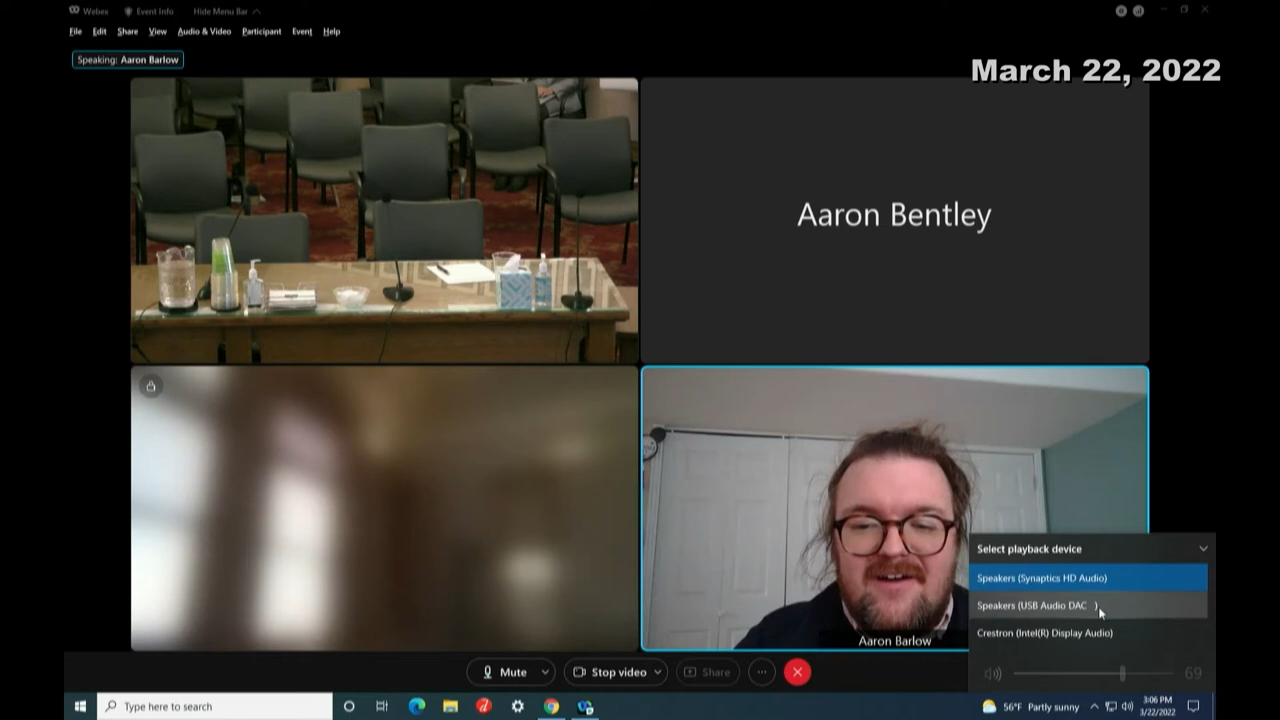 Webex
Event Info
Hide Menu Bar
File Edit Share View Audio & Video Participant Event Help
Speaking: Aaron Barlow
March 22, 2022
Aaron Bentley
Aaron Barlow
Select playback device
Speakers (Synaptics HD Audio)
Speakers (USB Audio DAC )
Crestron (Intel(R) Display Audio)
69
Mute
Stop video
Share
Type here to search
56°F Partly sunny
3:06 PM
3/22/2022